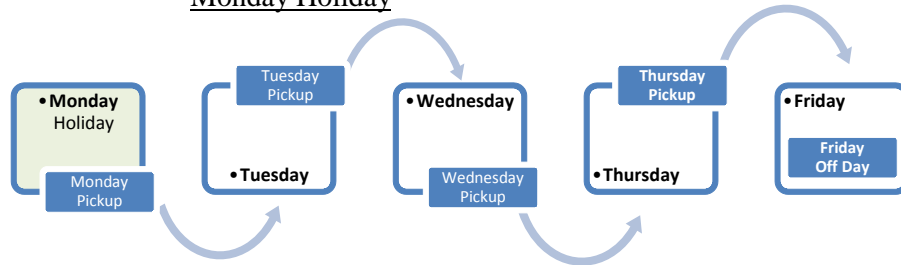 Monday Holiday
• Monday
Holiday
Monday
Pickup
Tuesday
Pickup
• Tuesday
• Wednesday
Wednesday
Pickup
Thursday
Pickup
• Thursday
• Friday
Friday
Off Day